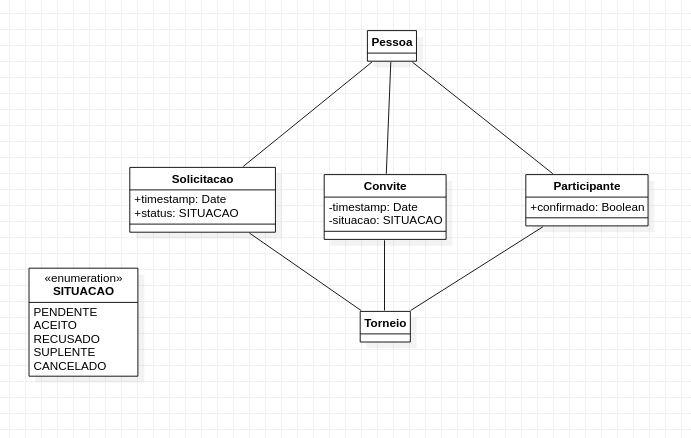 Pessoa
Solicitacao
+timestamp: Date
+status: SITUACAO
Convite
-timestamp: Date
-situacao: SITUACAO
Participante
+confirmado: Boolean
«enumeration»
SITUACAO
PENDENTE
ACEITO
RECUSADO
SUPLENTE
CANCELADO
Torneio